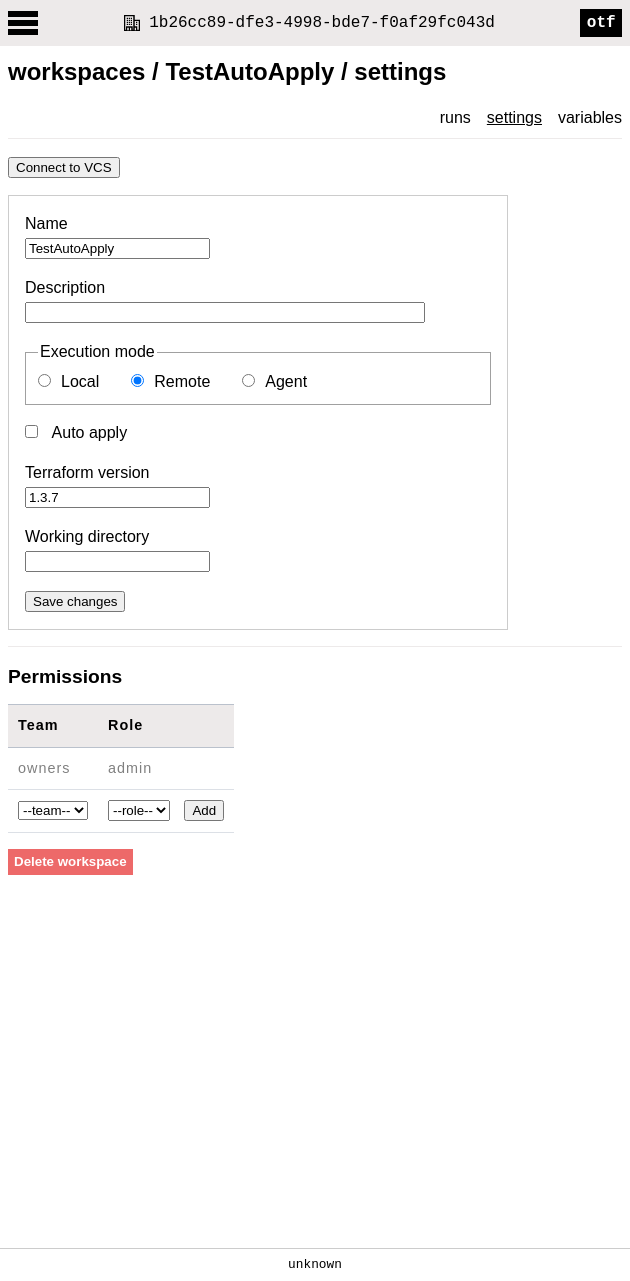 1b26cc89-dfe3-4998-bde7-f0af29fc043d
otf
workspaces / TestAutoApply / settings
runs settings variables
Connect to VCS
Name
TestAutoApply
Description
Execution mode
Local Remote Agent
Auto apply
Terraform version
1.3.7
Working directory
Save changes
Permissions
Team Role
owners admin
--team-- --role-- Add
Delete workspace
unknown